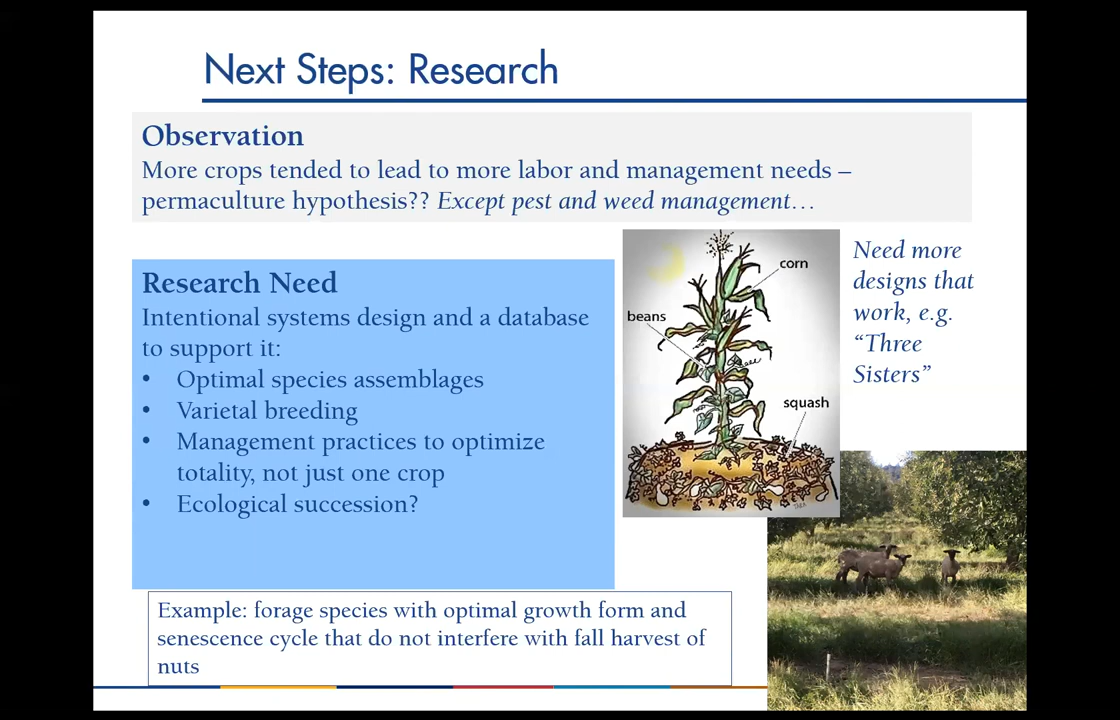 Next Steps: Research
Observation
More crops tended to lead to more labor and management needs –
permaculture hypothesis?? Except pest and weed management…
Research Need
Intentional systems design and a database
to support it:
• Optimal species assemblages
• Varietal breeding
• Management practices to optimize
totality, not just one crop
• Ecological succession?
corn
beans
squash
Need more
designs that
work, e.g.
“Three
Sisters”
Example: forage species with optimal growth form and
senescence cycle that do not interfere with fall harvest of
nuts